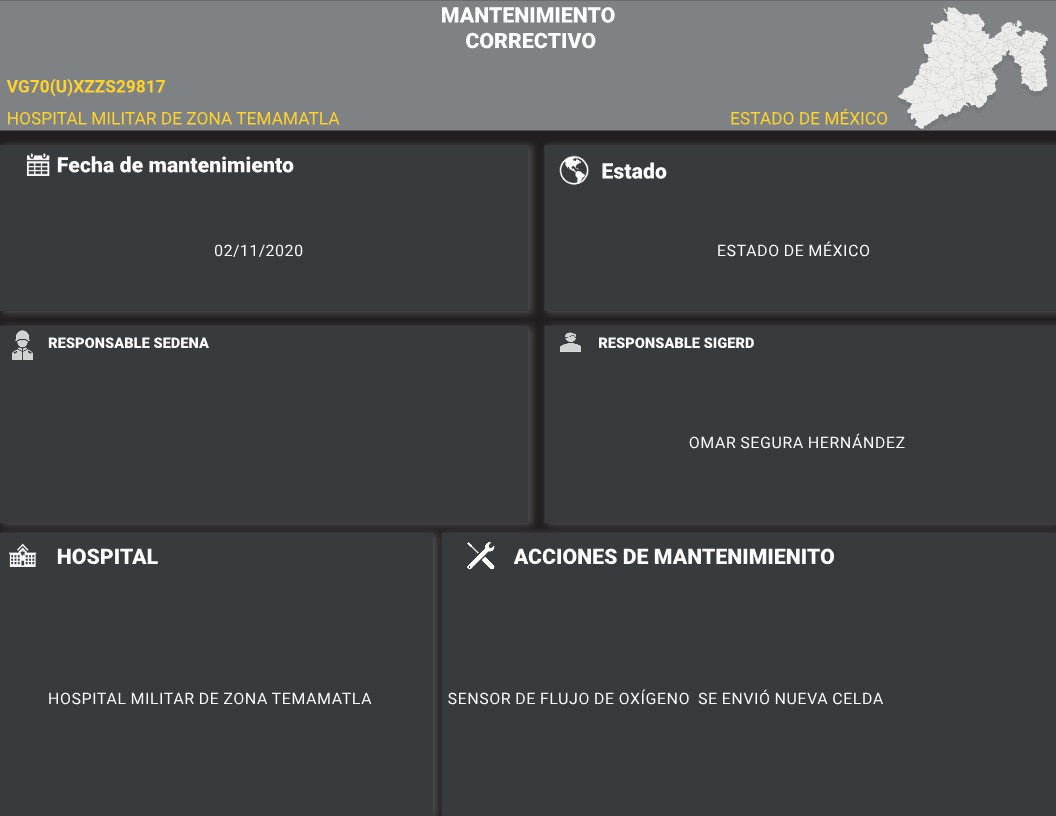 MANTENIMIENTO
CORRECTIVO
VG70(U)XZZS29817
HOSPITAL MILITAR DE ZONA TEMAMATLA
ESTADO DE MÉXICO
Fecha de mantenimiento
02/11/2020
Estado
ESTADO DE MÉXICO
RESPONSABLE SEDENA
RESPONSABLE SIGERD
OMAR SEGURA HERNÁNDEZ
HOSPITAL
HOSPITAL MILITAR DE ZONA TEMAMATLA
ACCIONES DE MANTENIMIENITO
SENSOR DE FLUJO DE OXÍGENO  SE ENVIÓ NUEVA CELDA